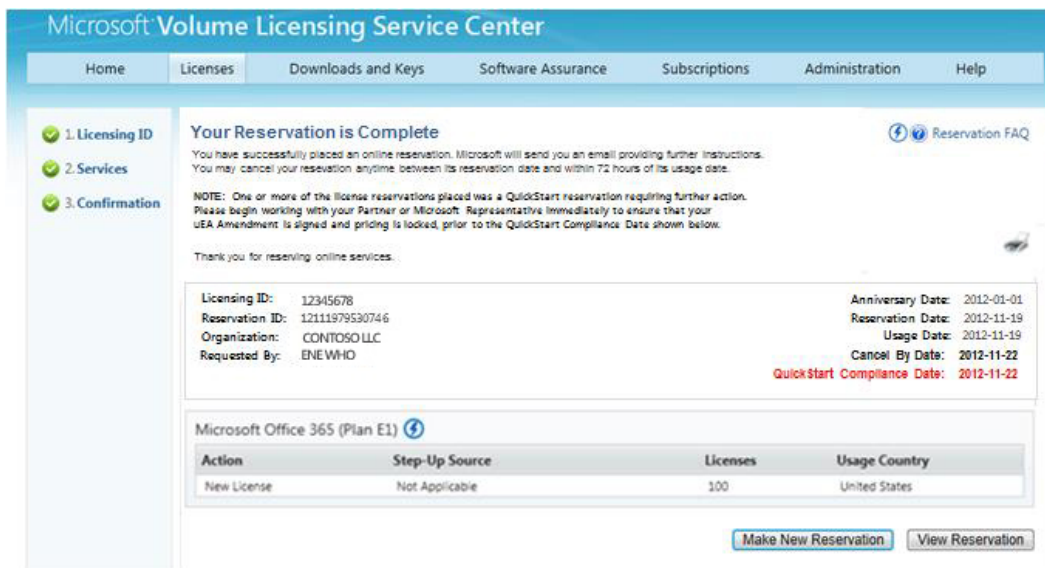 Microsoft Volume Licensing Service Center
Home Licenses Downloads and Keys Software Assurance Subscriptions Administration Help
1. Licensing ID
2. Services
3. Confirmation
Your Reservation is Complete
Reservation FAQ
You have successfully placed an online reservation. Microsoft will send you an email providing further instructions.
You may cancel your resevation anytime between its reservation date and within 72 hours of its usage date.
NOTE: One or more of the license reservations placed was a QuickStart reservation requiring further action.
Please begin working with your Partner or Microsoft Representative immediately to ensure that your
uEA Amendment is signed and pricing is locked, prior to the QuickStart Compliance Date shown below.
Thank you for reserving online services.
Licensing ID: 12345678
Reservation ID: 12111979530746
Organization: CONTOSO LLC
Requested By: ENE WHO
Anniversary Date: 2012-01-01
Reservation Date: 2012-11-19
Usage Date: 2012-11-19
Cancel By Date: 2012-11-22
QuickStart Compliance Date: 2012-11-22
Microsoft Office 365 (Plan E1)
Action Step-Up Source Licenses Usage Country
New License Not Applicable 100 United States
Make New Reservation View Reservation